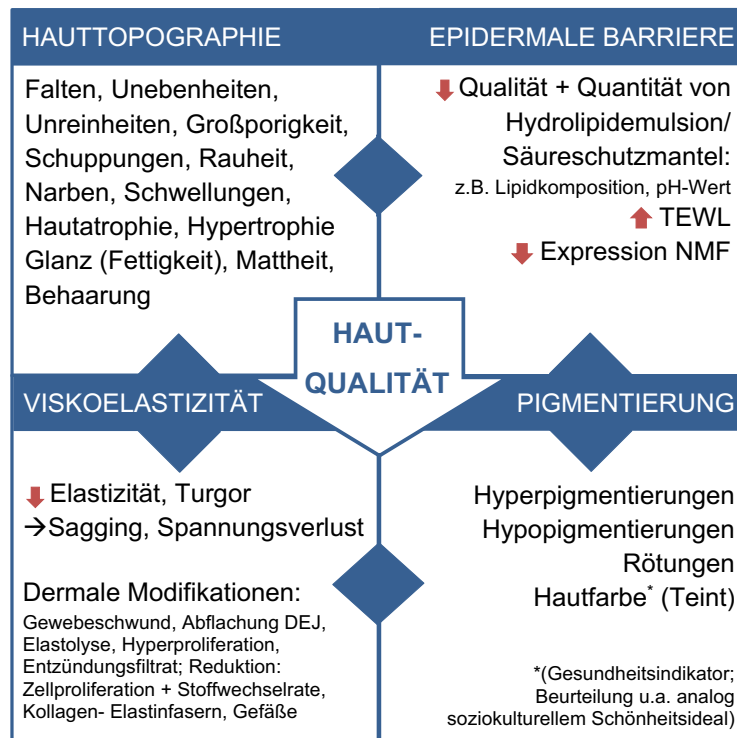 HAUTTOPOGRAPHIE
Falten, Unebenheiten,
Unreinheiten, Großporigkeit,
Schuppungen, Rauheit,
Narben, Schwellungen,
Hautatrophie, Hypertrophie
Glanz (Fettigkeit), Mattheit,
Behaarung
EPIDERMALE BARRIERE
Qualität + Quantität von
Hydrolipidemulsion/
Säureschutzmantel:
z.B. Lipidkomposition, pH-Wert
TEWL
Expression NMF
HAUT-
QUALITÄT
VISKOELASTIZITÄT
Elastizität, Turgor
→Sagging, Spannungsverlust
Dermale Modifikationen:
Gewebeschwund, Abflachung DEJ,
Elastolyse, Hyperproliferation,
Entzündungsfiltrat; Reduktion:
Zellproliferation + Stoffwechselrate,
Kollagen- Elastinfasern, Gefäße
PIGMENTIERUNG
Hyperpigmentierungen
Hypopigmentierungen
Rötungen
Hautfarbe* (Teint)
*(Gesundheitsindikator;
Beurteilung u.a. analog
soziokulturellem Schönheitsideal)